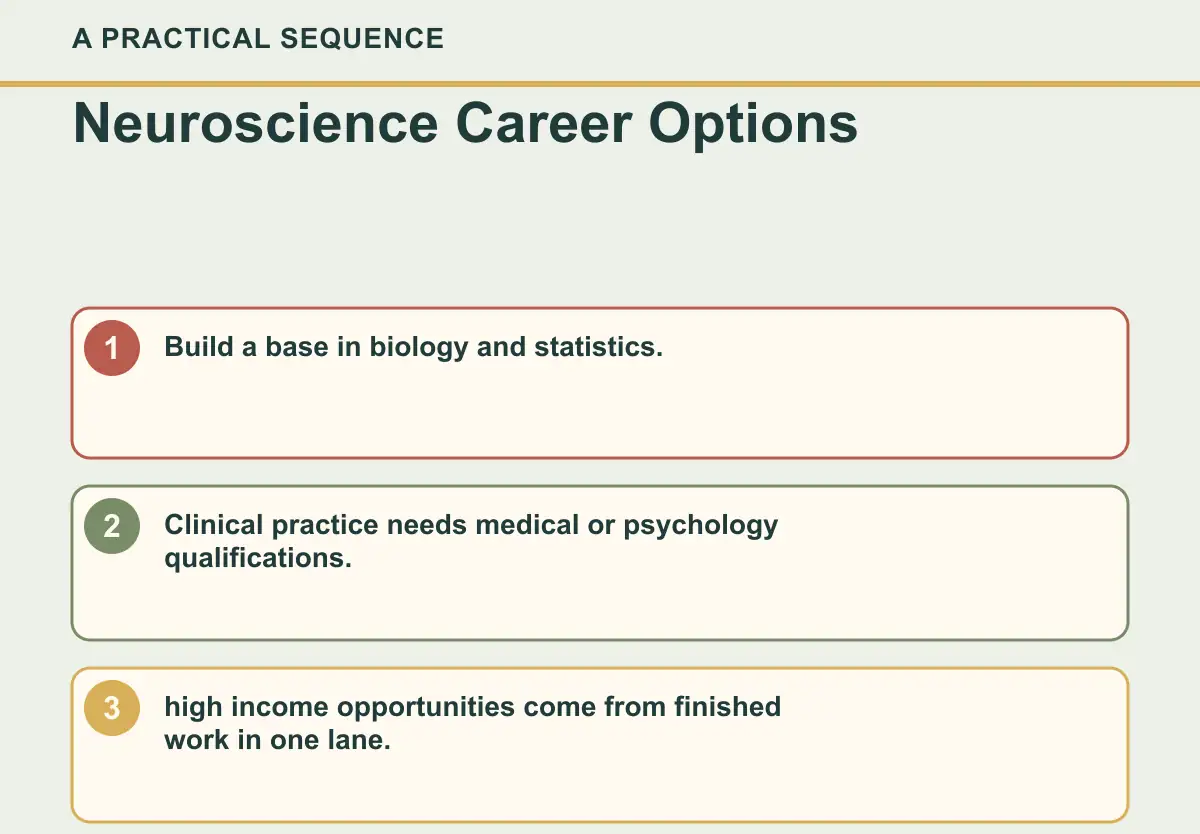 A PRACTICAL SEQUENCE
Neuroscience Career Options
1
Build a base in biology and statistics.
2
Clinical practice needs medical or psychology
qualifications.
3
high income opportunities come from finished
work in one lane.